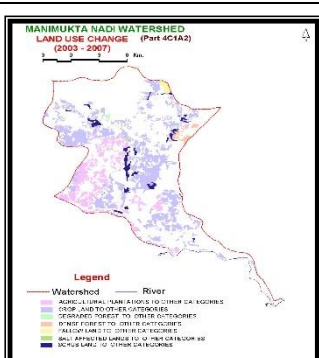 MANIMUKTA NADI WATERSHED
LAND USE CHANGE (Part 4C1A2)
(2003 - 2007)
Km.
Legend
Watershed River
AGRICULTURAL PLANTATIONS TO OTHER CATEGORIES
CROP LAND TO OTHER CATEGORIES
DEGRADED FOREST TO OTHER CATEGORIES
DENSE FOREST TO OTHER CATEGORIES
FALLOW LAND TO OTHER CATEGORIES
SALT AFFECTED LANDS TO OTHER CATEGORIES
SCRUB LAND TO OTHER CATEGORIES